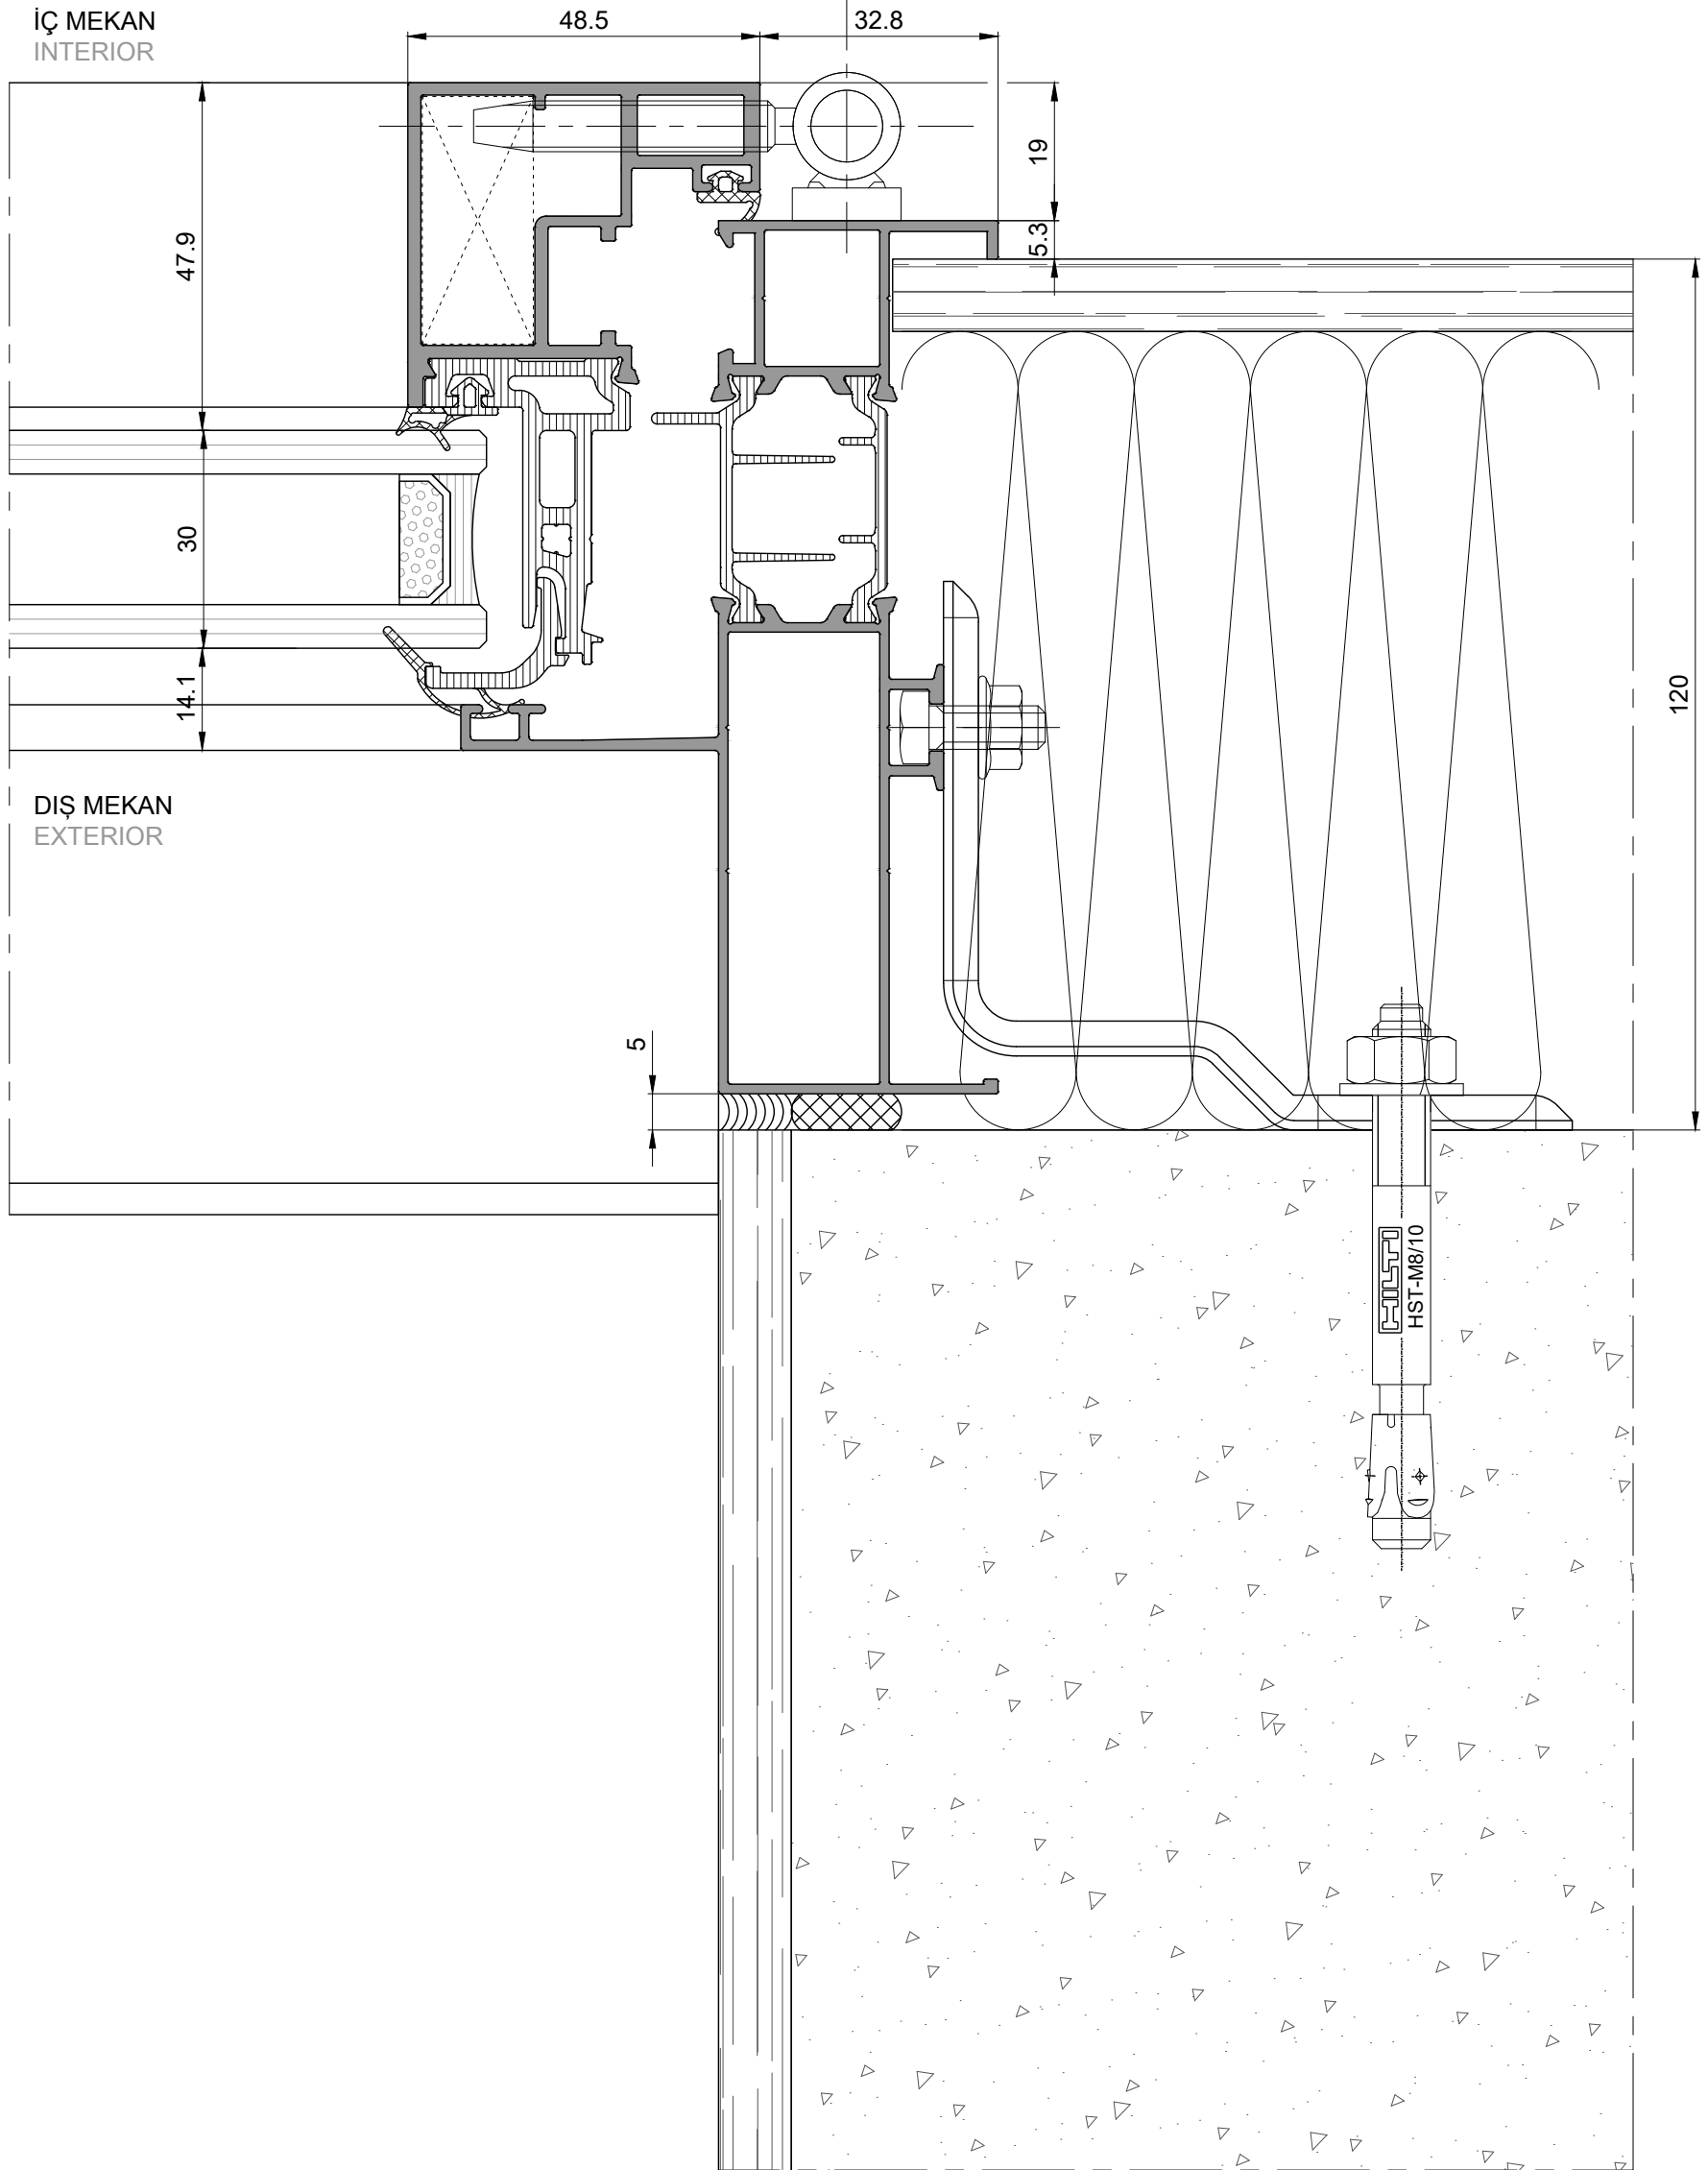 İÇ MEKAN
INTERIOR
48.5
32.8
19
5.3
47.9
30
14.1
120
DIŞ MEKAN
EXTERIOR
5
HILTI
HST-M8/10